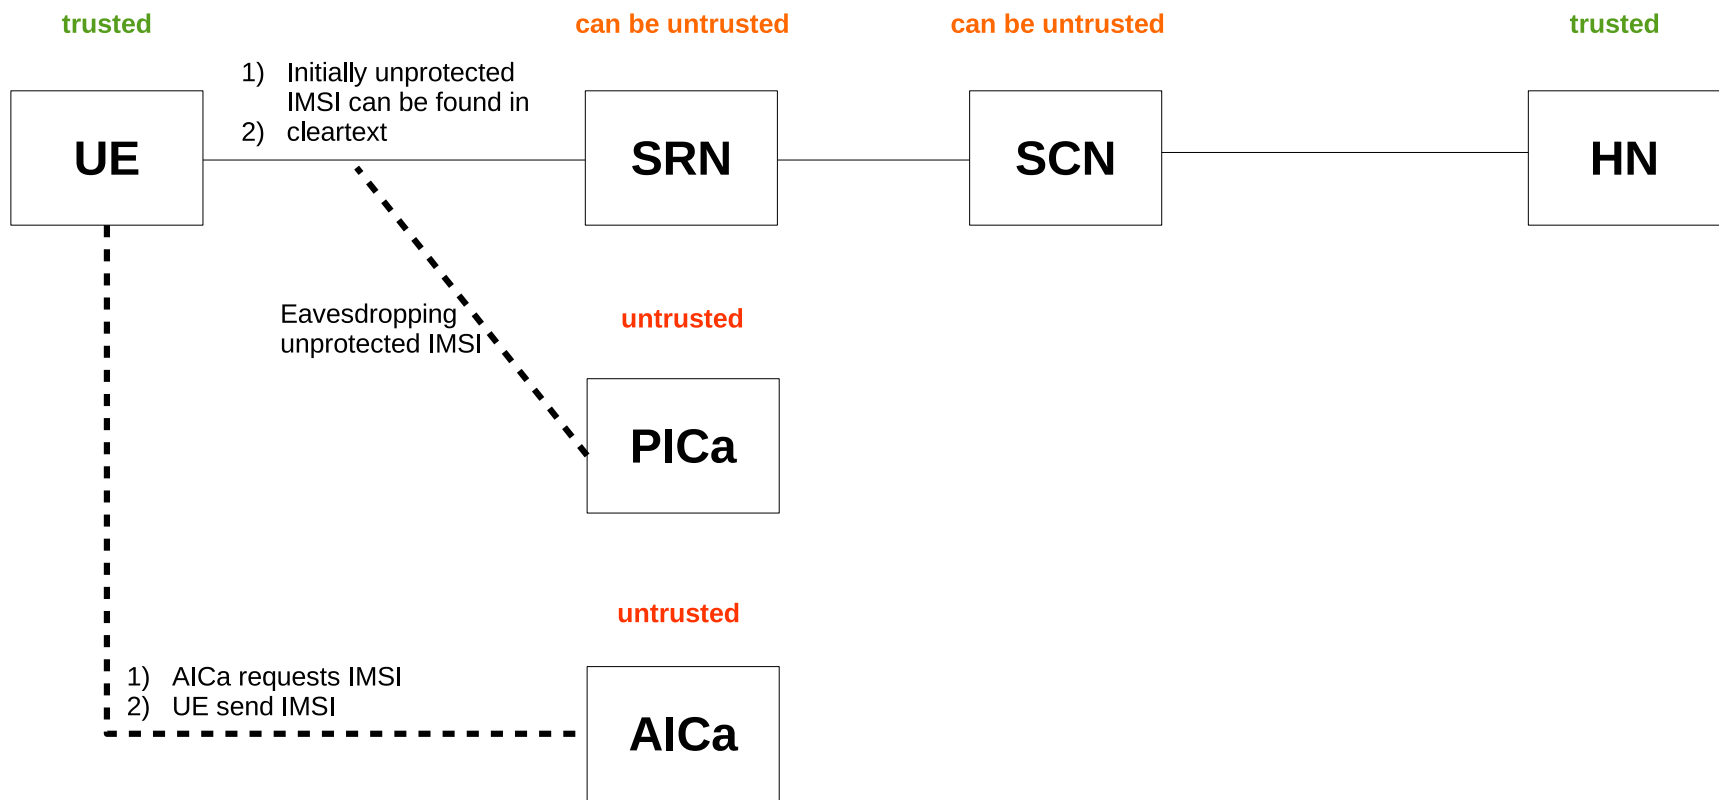 trusted
can be untrusted
can be untrusted
trusted
1) Initially unprotected
IMSI can be found in
2) cleartext
UE
SRN
SCN
HN
Eavesdropping
unprotected IMSI
untrusted
PICa
untrusted
1) AICa requests IMSI
2) UE send IMSI
AICa